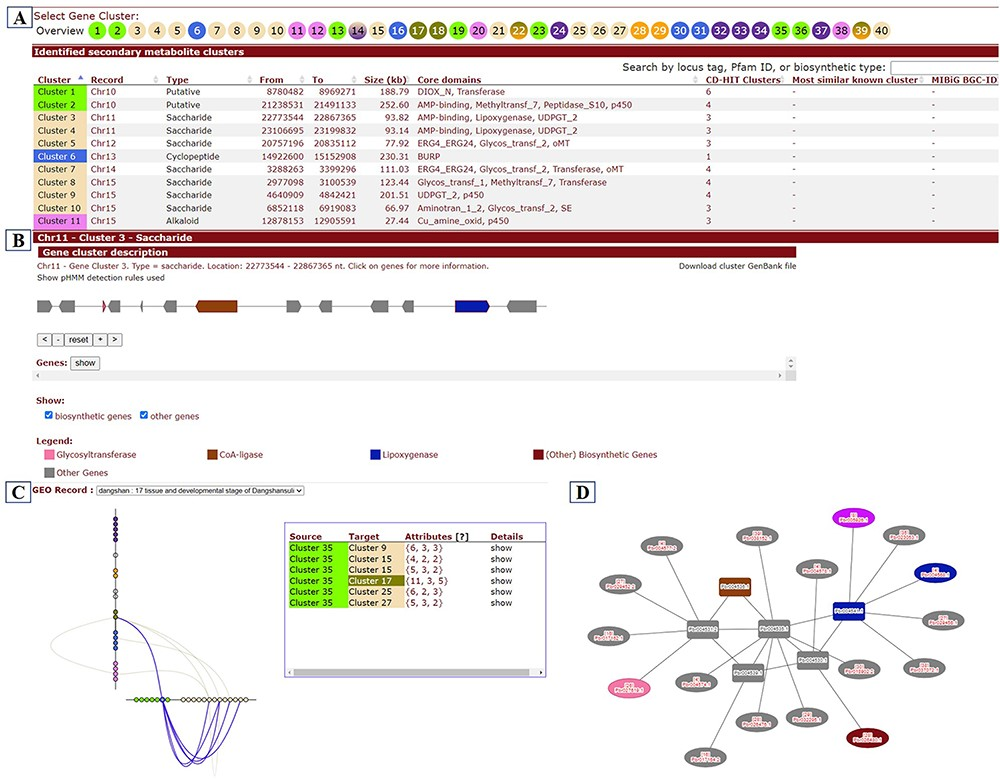 A
Select Gene Cluster:
Overview 1 2 3 4 5 6 7 8 9 10 11 12 13 14 15 16 17 18 19 20 21 22 23 24 25 26 27 28 29 30 31 32 33 34 35 36 37 38 39 40
Identified secondary metabolite clusters
Search by locus tag, Pfam ID, or biosynthetic type:
Cluster Record Type From To Size (kb) Core domains CD-HIT Clusters Most similar known cluster MIBiG BGC-ID
Cluster 1 Chr10 Putative 8780482 8969271 188.79 DIOX_N, Transferase 6 - -
Cluster 2 Chr10 Putative 21238531 21491133 252.60 AMP-binding, Methyltransf_7, Peptidase_S10, p450 4 - -
Cluster 3 Chr11 Saccharide 22773544 22867365 93.82 AMP-binding, Lipoxygenase, UDPGT_2 3 - -
Cluster 4 Chr11 Saccharide 23106695 23199832 93.14 AMP-binding, Lipoxygenase, UDPGT_2 3 - -
Cluster 5 Chr12 Saccharide 20757196 20835112 77.92 ERG4_ERG24, Glycos_transf_2, oMT 3 - -
Cluster 6 Chr13 Cyclopeptide 14922600 15152908 230.31 BURP 1 - -
Cluster 7 Chr14 Saccharide 3288263 3399296 111.03 ERG4_ERG24, Glycos_transf_2, Transferase, oMT 4 - -
Cluster 8 Chr15 Saccharide 2977098 3100539 123.44 Glycos_transf_1, Methyltransf_7, Transferase 4 - -
Cluster 9 Chr15 Saccharide 4640909 4842421 201.51 UDPGT_2, p450 4 - -
Cluster 10 Chr15 Saccharide 6852118 6919083 66.97 Aminotran_1_2, Glycos_transf_2, SE 3 - -
Cluster 11 Chr15 Alkaloid 12878153 12905591 27.44 Cu_amine_oxid, p450 4 - -
B
Chr11 - Cluster 3 - Saccharide
Gene cluster description
Chr11 - Gene Cluster 3. Type = saccharide. Location: 22773544 - 22867365 nt. Click on genes for more information. Download cluster GenBank file
Show pHMM detection rules used
< - reset + >
Genes: show
Show:
biosynthetic genes other genes
Legend:
Glycosyltransferase CoA-ligase Lipoxygenase (Other) Biosynthetic Genes
Other Genes
C
GEO Record : dangshan : 17 tissue and developmental stage of Dangshansuli
Source Target Attributes [?] Details
Cluster 35 Cluster 9 {6, 3, 3} show
Cluster 35 Cluster 15 {4, 2, 2} show
Cluster 35 Cluster 15 {5, 3, 2} show
Cluster 35 Cluster 17 {11, 3, 5} show
Cluster 35 Cluster 25 {6, 2, 3} show
Cluster 35 Cluster 27 {5, 3, 2} show
D